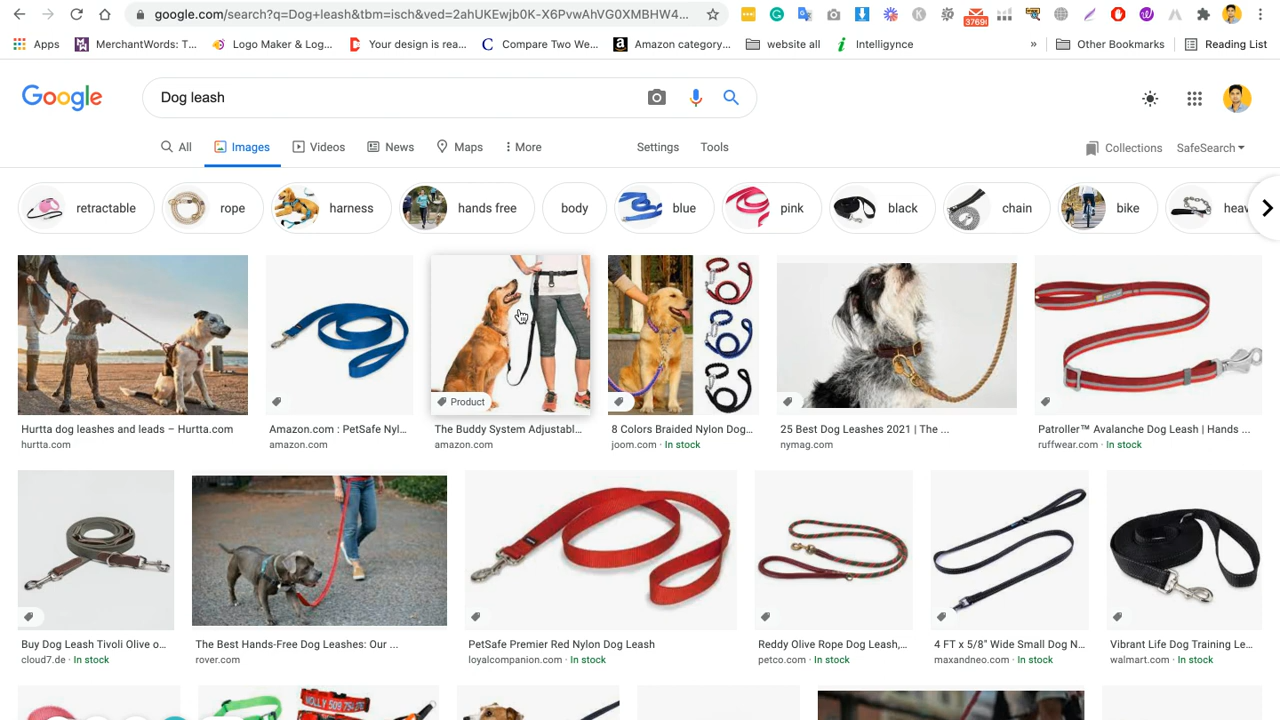 google.com/search?q=Dog+leash&tbm=isch&ved=2ahUKEwjb0K-X6PvwAhVG0XMBHW4...
3769
Apps
MerchantWords: T...
Logo Maker & Log...
Your design is rea...
Compare Two We...
Amazon category...
website all
Intelligynce
»
Other Bookmarks
Reading List
Google
Dog leash
All
Images
Videos
News
Maps
More
Settings
Tools
Collections
SafeSearch
retractable
rope
harness
hands free
body
blue
pink
black
chain
bike
heav
Product
Hurtta dog leashes and leads – Hurtta.com
hurtta.com
Amazon.com : PetSafe Nyl...
amazon.com
The Buddy System Adjustabl...
amazon.com
8 Colors Braided Nylon Dog...
joom.com · In stock
25 Best Dog Leashes 2021 | The ...
nymag.com
Patroller™ Avalanche Dog Leash | Hands ...
ruffwear.com · In stock
Buy Dog Leash Tivoli Olive o...
cloud7.de · In stock
The Best Hands-Free Dog Leashes: Our ...
rover.com
PetSafe Premier Red Nylon Dog Leash
loyalcompanion.com · In stock
Reddy Olive Rope Dog Leash,...
petco.com · In stock
4 FT x 5/8" Wide Small Dog N...
maxandneo.com · In stock
Vibrant Life Dog Training Le...
walmart.com · In stock